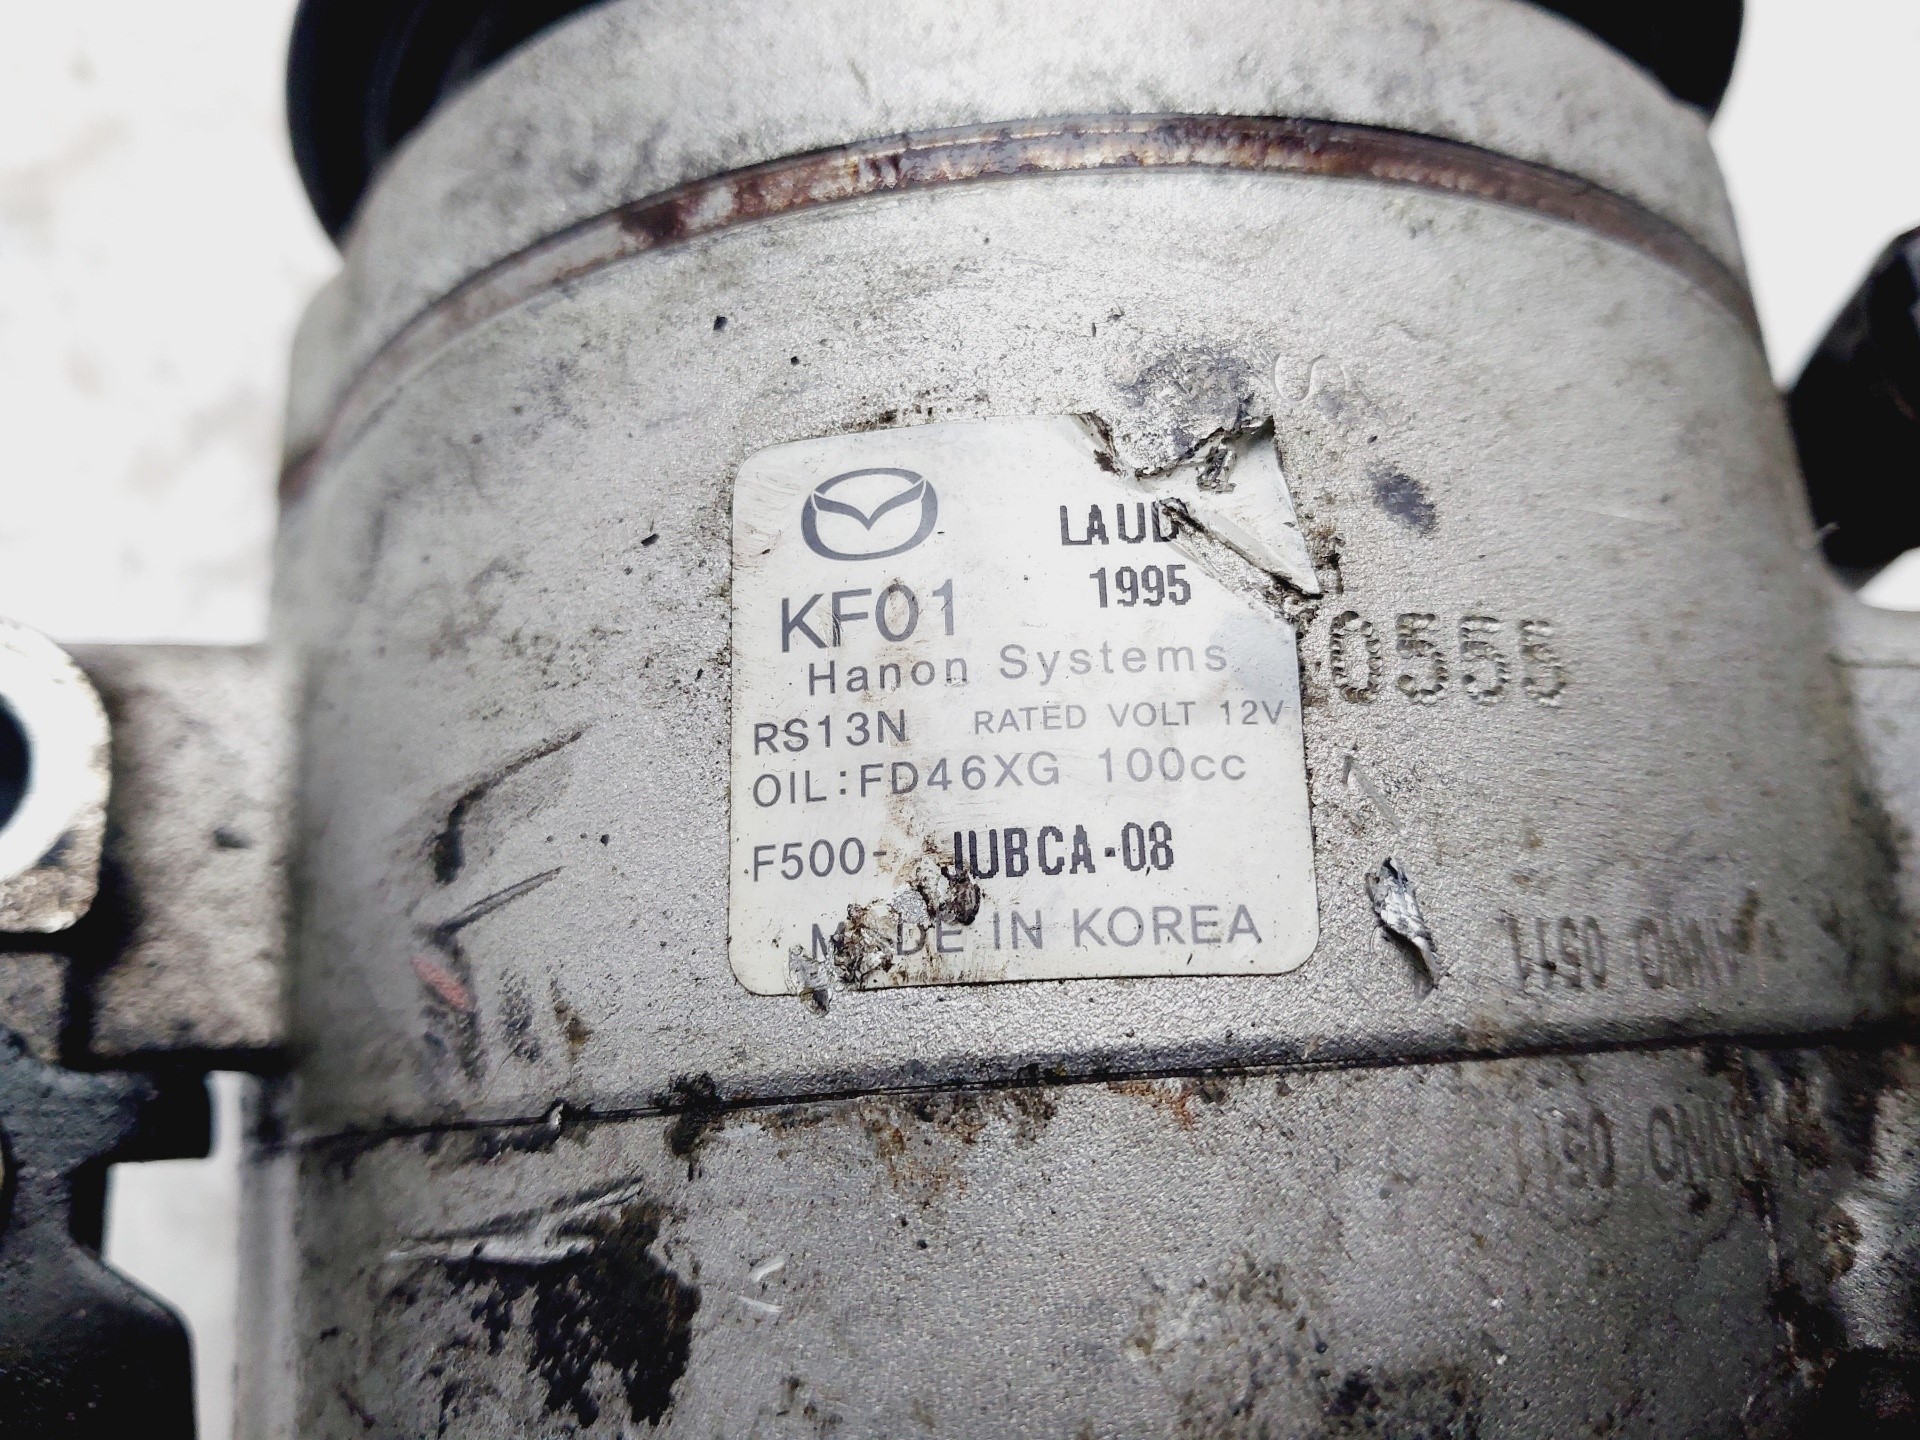 LAUD
1995
KF01
Hanon Systems
RS13N RATED VOLT 12V
OIL:FD46XG 100cc
F500- JUBCA-08
MADE IN KOREA
0555
0511